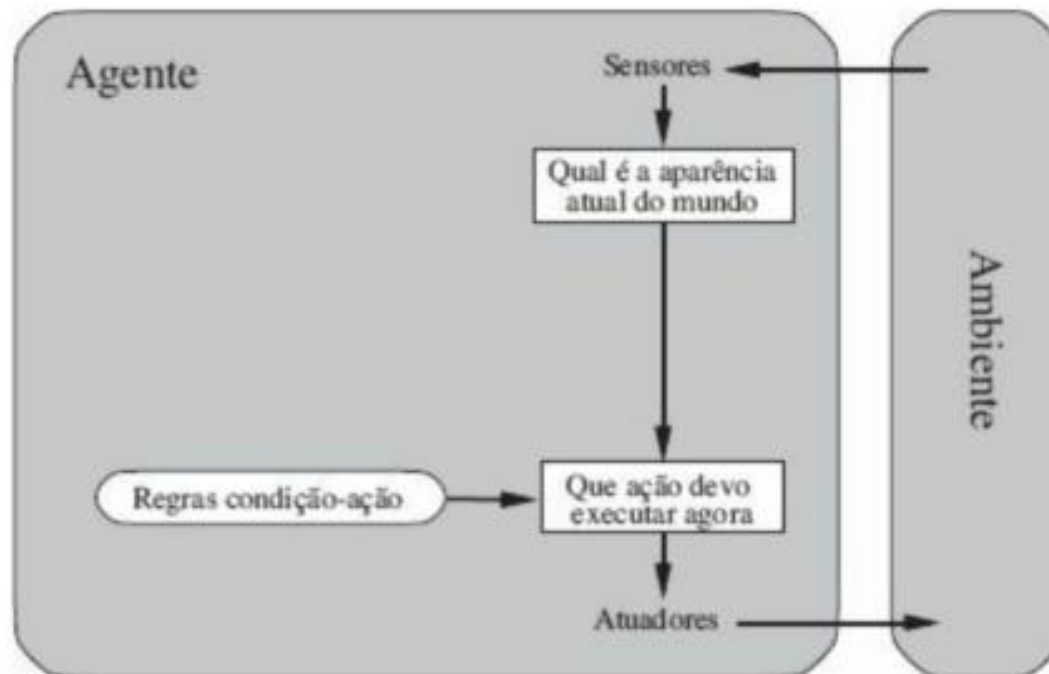 Agente
Sensores
Qual é a aparência
atual do mundo
Ambiente
Regras condição-ação
Que ação devo
executar agora
Atuadores